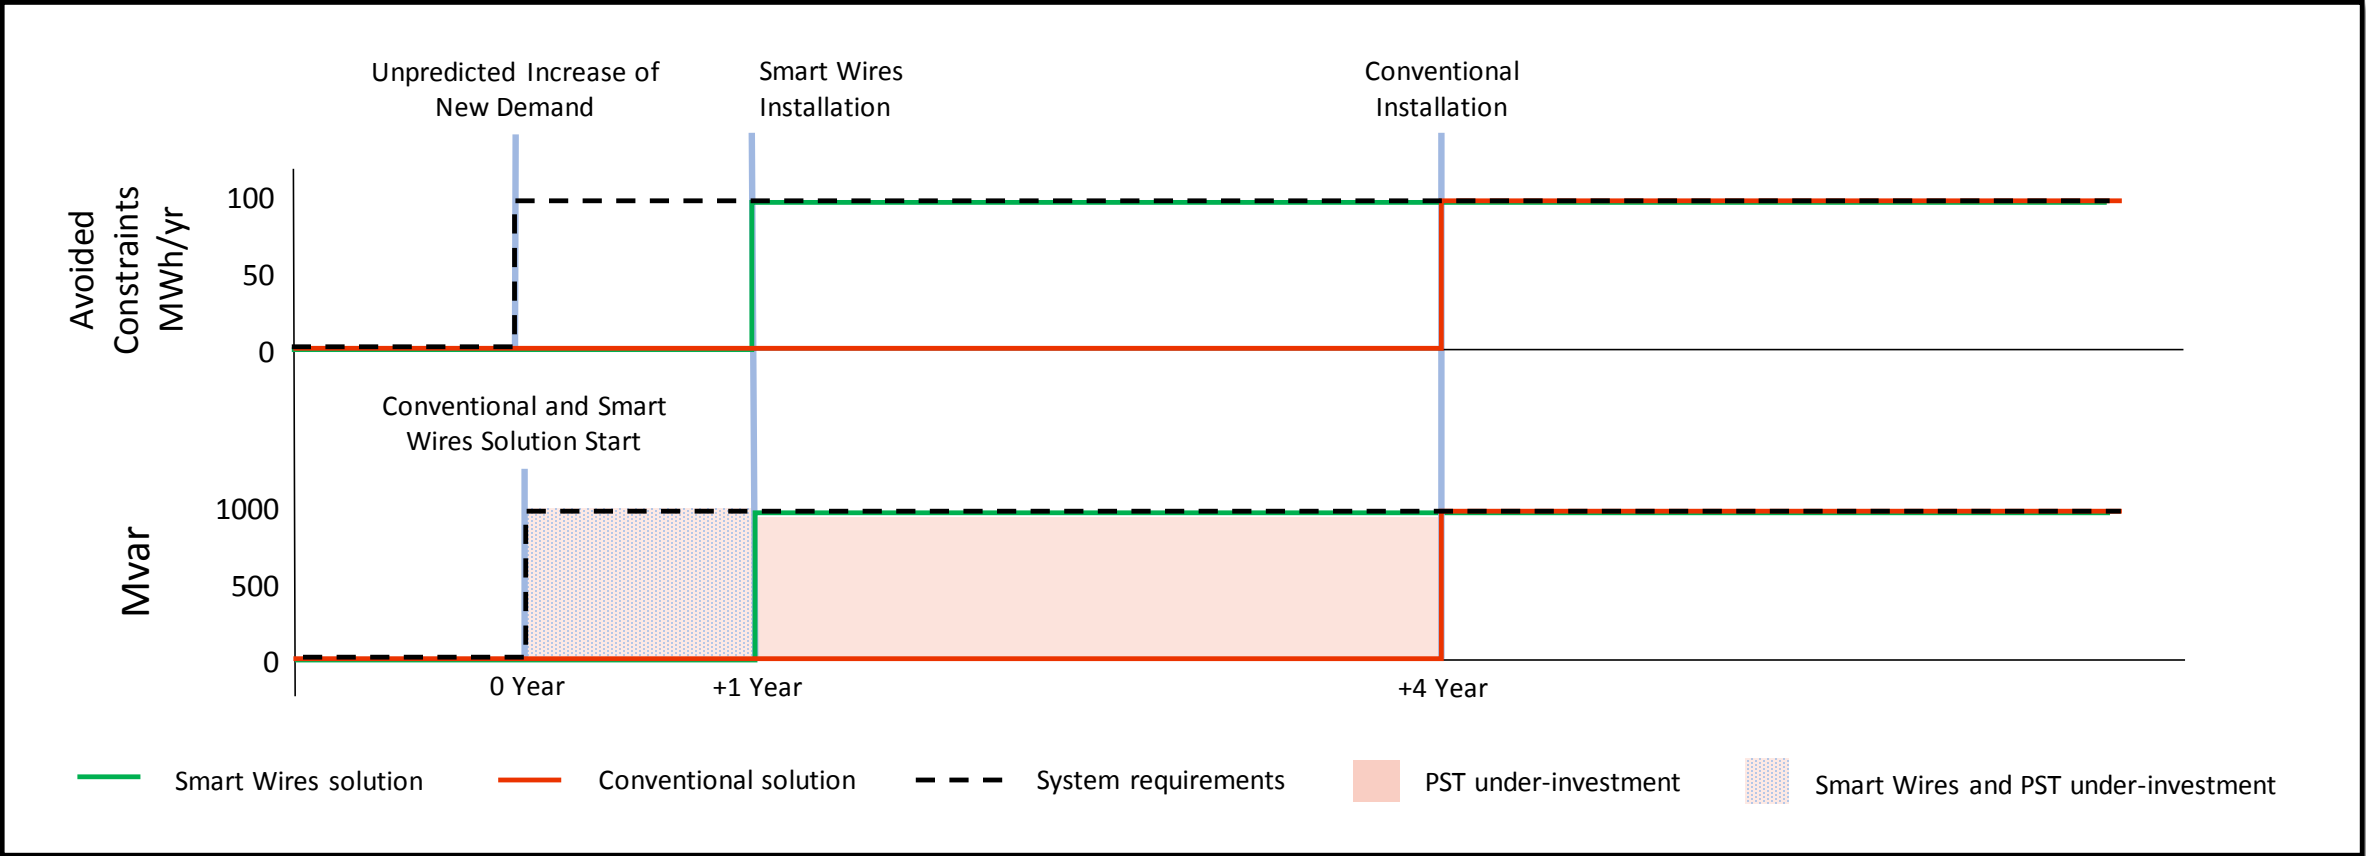 Unpredicted Increase of
New Demand
Smart Wires
Installation
Conventional
Installation
Avoided
Constraints
MWh/yr
100
50
0
Conventional and Smart
Wires Solution Start
Mvar
1000
500
0
0 Year
+1 Year
+4 Year
Smart Wires solution
Conventional solution
System requirements
PST under-investment
Smart Wires and PST under-investment